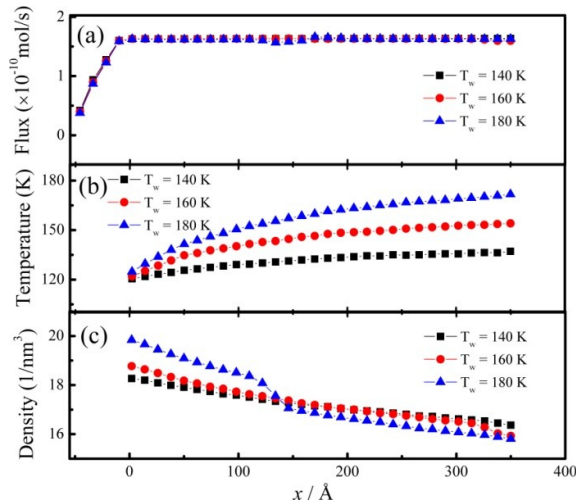 (a)
Flux (×10⁻¹⁰mol/s)
2
1
0
T_w = 140 K
T_w = 160 K
T_w = 180 K
(b)
Temperature (K)
180
150
120
T_w = 140 K
T_w = 160 K
T_w = 180 K
(c)
Density (1/nm³)
20
18
16
T_w = 140 K
T_w = 160 K
T_w = 180 K
0 100 200 300 400
x / Å